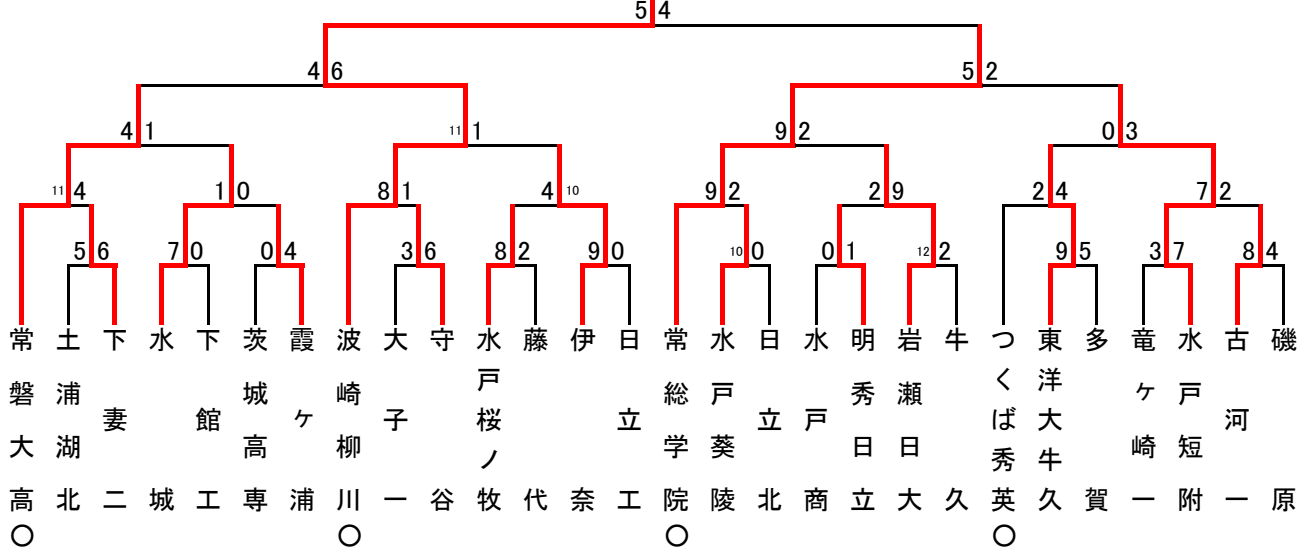 5 4
4 6 5 2
4 1 11 1 9 2 0 3
11 4 1 0 8 1 4 10 9 2 2 9 2 4 7 2
5 6 7 0 0 4 3 6 8 2 9 0 10 0 0 1 12 2 9 5 3 7 8 4
常磐大高○
土浦湖北
下妻二
水城
下館工
茨城高専
霞ヶ浦
波崎柳川○
大子一
守谷
水戸桜ノ牧
藤代
伊奈
日立工
常総学院○
水戸葵陵
日立北
水戸商
明秀日立
岩瀬日大
牛久
つくば秀英○
東洋大牛久
多賀
竜ヶ崎一
水戸短附
古河一
磯原